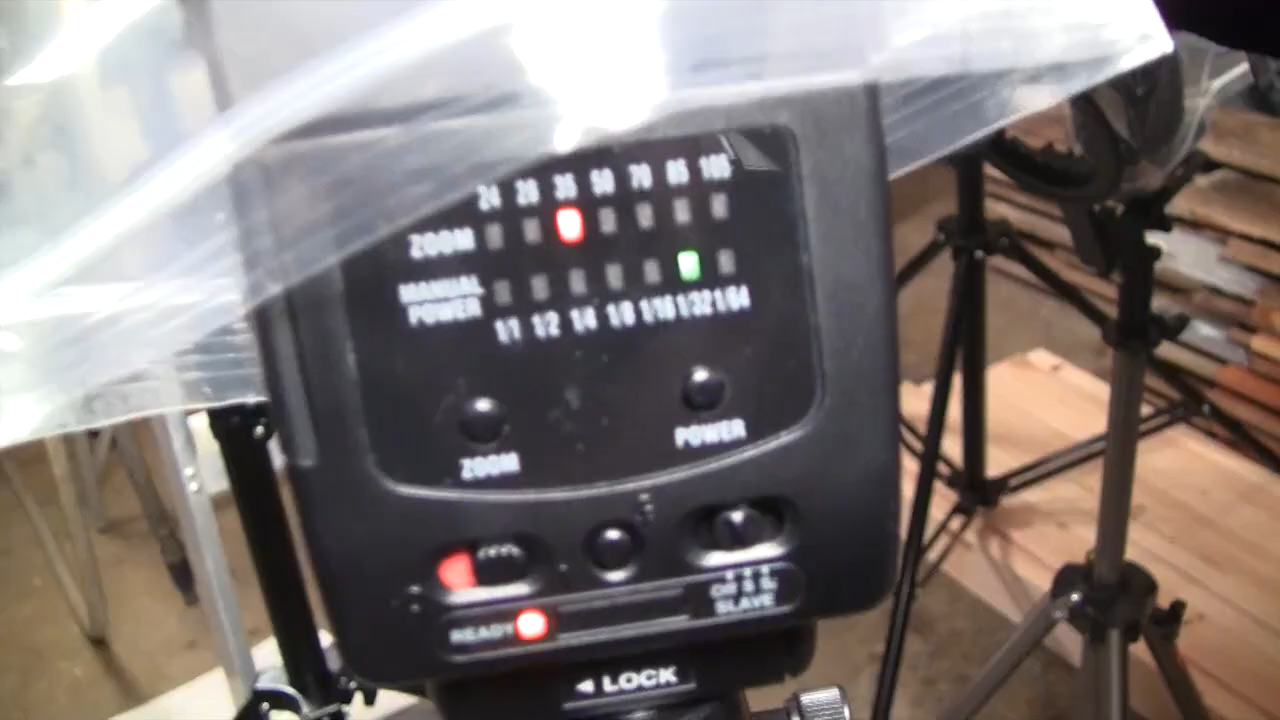 24 28 35 50 70 85 105
ZOOM
MANUAL
POWER
1/1 1/2 1/4 1/8 1/16 1/32 1/64
POWER
ZOOM
READY
SLAVE
◄ LOCK